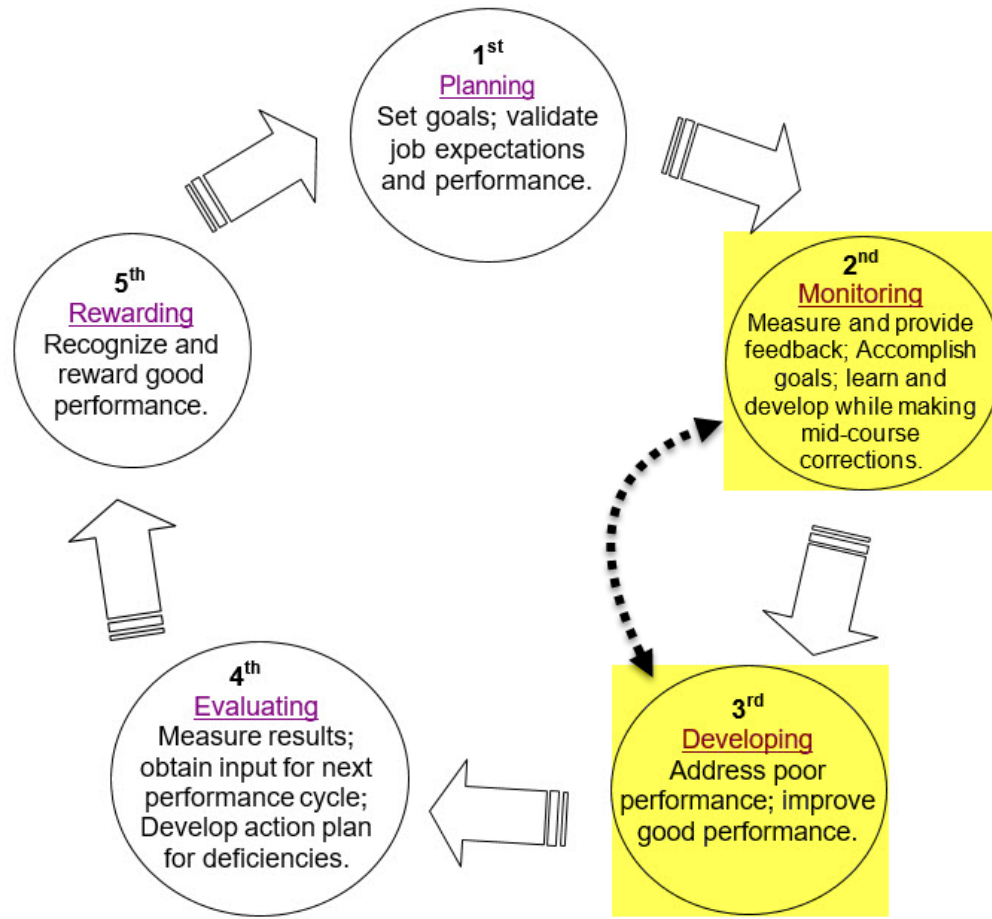 1st
Planning
Set goals; validate
job expectations
and performance.
2nd
Monitoring
Measure and provide
feedback; Accomplish
goals; learn and
develop while making
mid-course
corrections.
3rd
Developing
Address poor
performance; improve
good performance.
4th
Evaluating
Measure results;
obtain input for next
performance cycle;
Develop action plan
for deficiencies.
5th
Rewarding
Recognize and
reward good
performance.